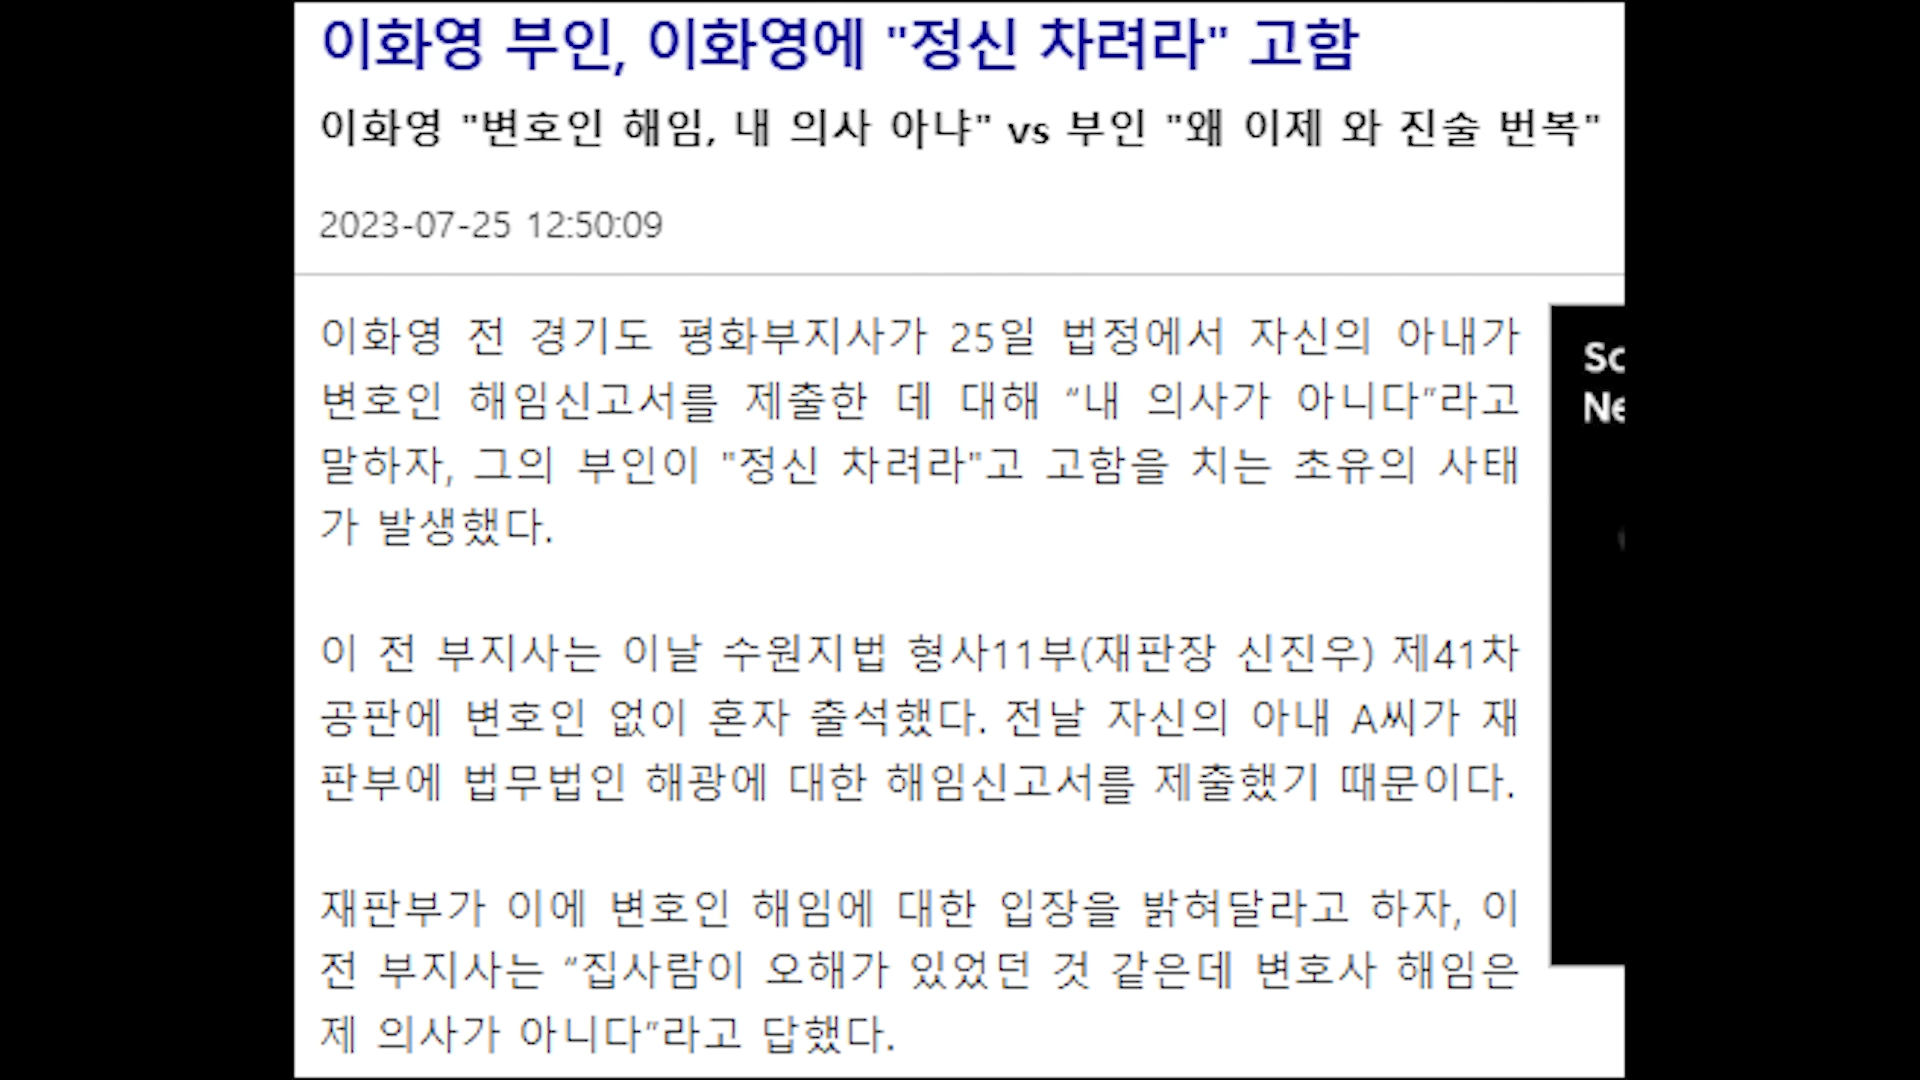 이화영 부인, 이화영에 "정신 차려라" 고함
이화영 "변호인 해임, 내 의사 아냐" vs 부인 "왜 이제 와 진술 번복"
2023-07-25 12:50:09
이화영 전 경기도 평화부지사가 25일 법정에서 자신의 아내가
변호인 해임신고서를 제출한 데 대해 “내 의사가 아니다”라고
말하자, 그의 부인이 "정신 차려라"고 고함을 치는 초유의 사태
가 발생했다.
이 전 부지사는 이날 수원지법 형사11부(재판장 신진우) 제41차
공판에 변호인 없이 혼자 출석했다. 전날 자신의 아내 A씨가 재
판부에 법무법인 해광에 대한 해임신고서를 제출했기 때문이다.
재판부가 이에 변호인 해임에 대한 입장을 밝혀달라고 하자, 이
전 부지사는 “집사람이 오해가 있었던 것 같은데 변호사 해임은
제 의사가 아니다”라고 답했다.